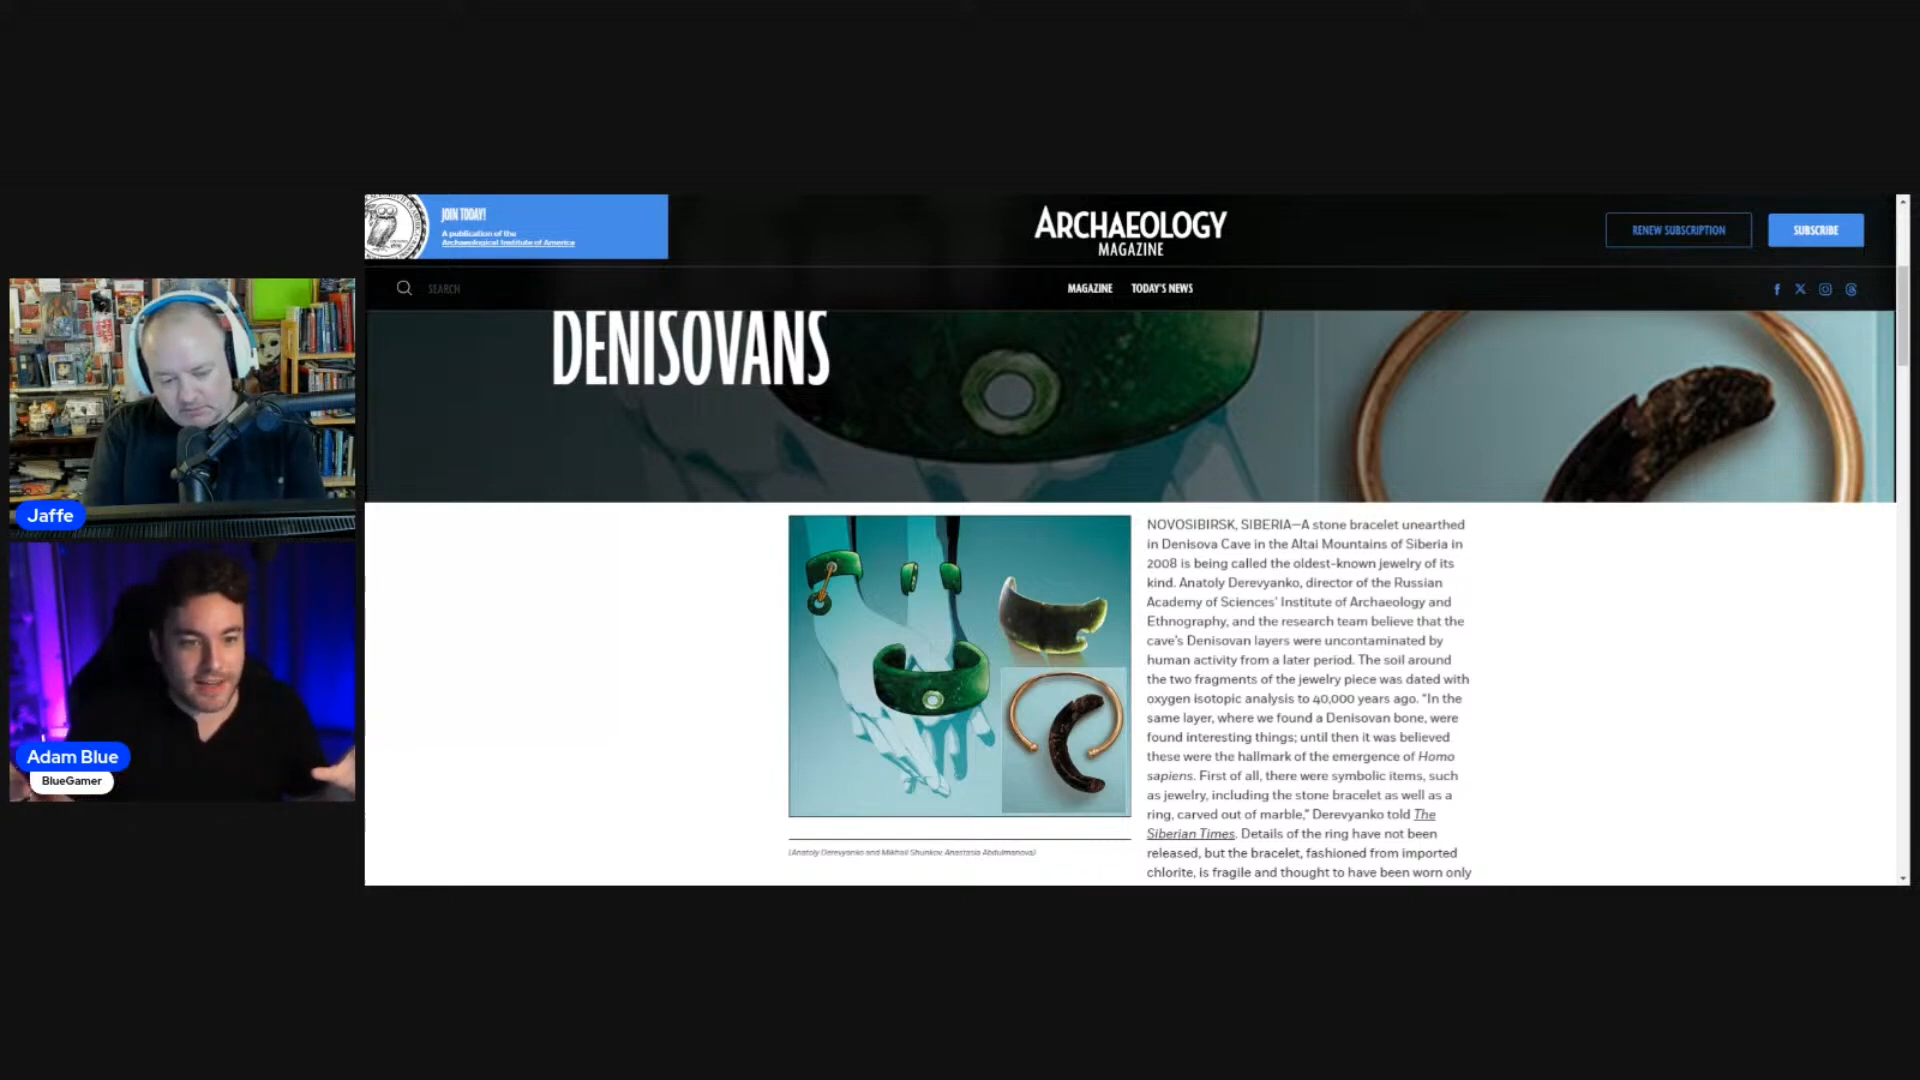 JOIN TODAY!
A publication of the
Archaeological Institute of America
ARCHAEOLOGY
MAGAZINE
RENEW SUBSCRIPTION
SUBSCRIBE
SEARCH
MAGAZINE
TODAY'S NEWS
DENISOVANS
Jaffe
Adam Blue
BlueGamer
(Anatoly Derevyanko and Mikhail Shunkov, Anastasia Abdulmanova)
NOVOSIBIRSK, SIBERIA—A stone bracelet unearthed
in Denisova Cave in the Altai Mountains of Siberia in
2008 is being called the oldest-known jewelry of its
kind. Anatoly Derevyanko, director of the Russian
Academy of Sciences' Institute of Archaeology and
Ethnography, and the research team believe that the
cave's Denisovan layers were uncontaminated by
human activity from a later period. The soil around
the two fragments of the jewelry piece was dated with
oxygen isotopic analysis to 40,000 years ago. "In the
same layer, where we found a Denisovan bone, were
found interesting things; until then it was believed
these were the hallmark of the emergence of Homo
sapiens. First of all, there were symbolic items, such
as jewelry, including the stone bracelet as well as a
ring, carved out of marble," Derevyanko told The
Siberian Times. Details of the ring have not been
released, but the bracelet, fashioned from imported
chlorite, is fragile and thought to have been worn only